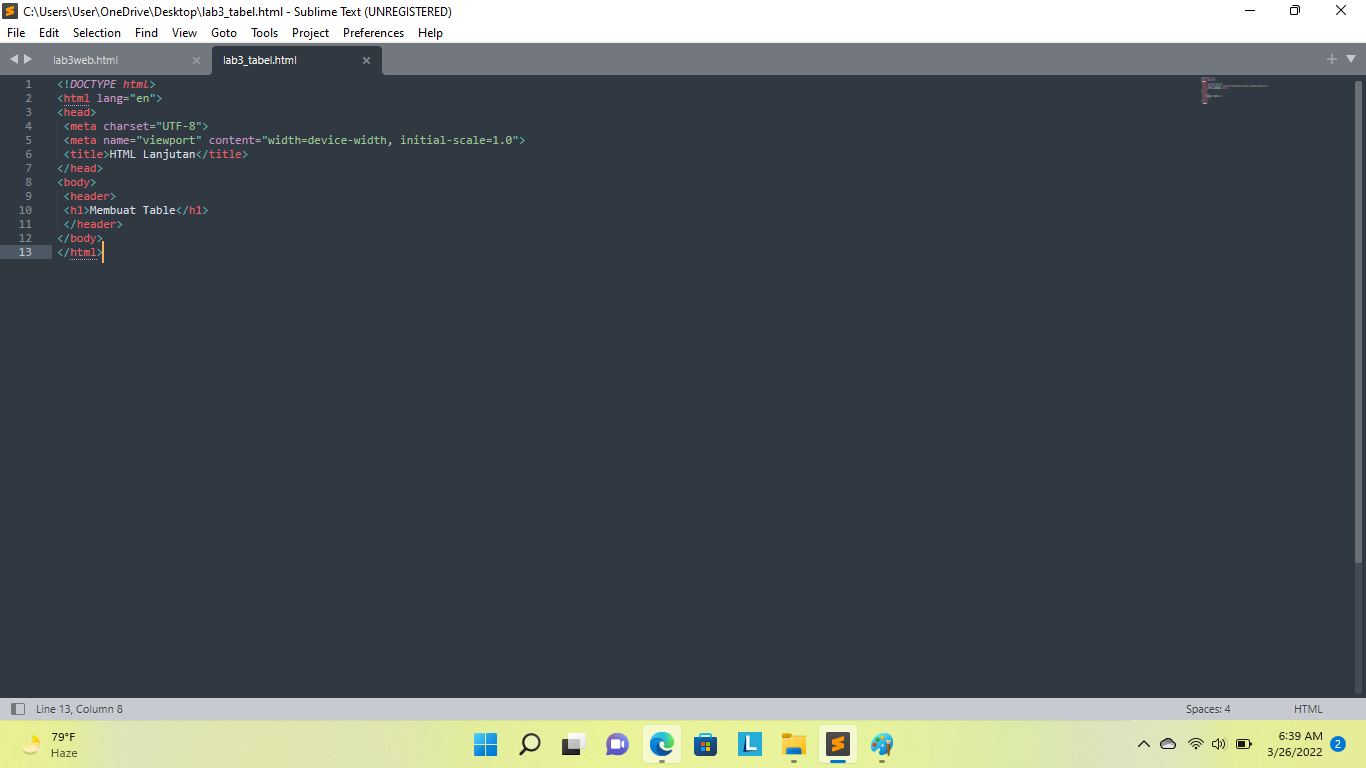 C:\Users\User\OneDrive\Desktop\lab3_tabel.html - Sublime Text (UNREGISTERED)
File Edit Selection Find View Goto Tools Project Preferences Help
lab3web.html lab3_tabel.html
1 <!DOCTYPE html>
2 <html lang="en">
3 <head>
4 <meta charset="UTF-8">
5 <meta name="viewport" content="width=device-width, initial-scale=1.0">
6 <title>HTML Lanjutan</title>
7 </head>
8 <body>
9 <header>
10 <h1>Membuat Table</h1>
11 </header>
12 </body>
13 </html>
Line 13, Column 8 Spaces: 4 HTML
79°F
Haze
6:39 AM
3/26/2022
2